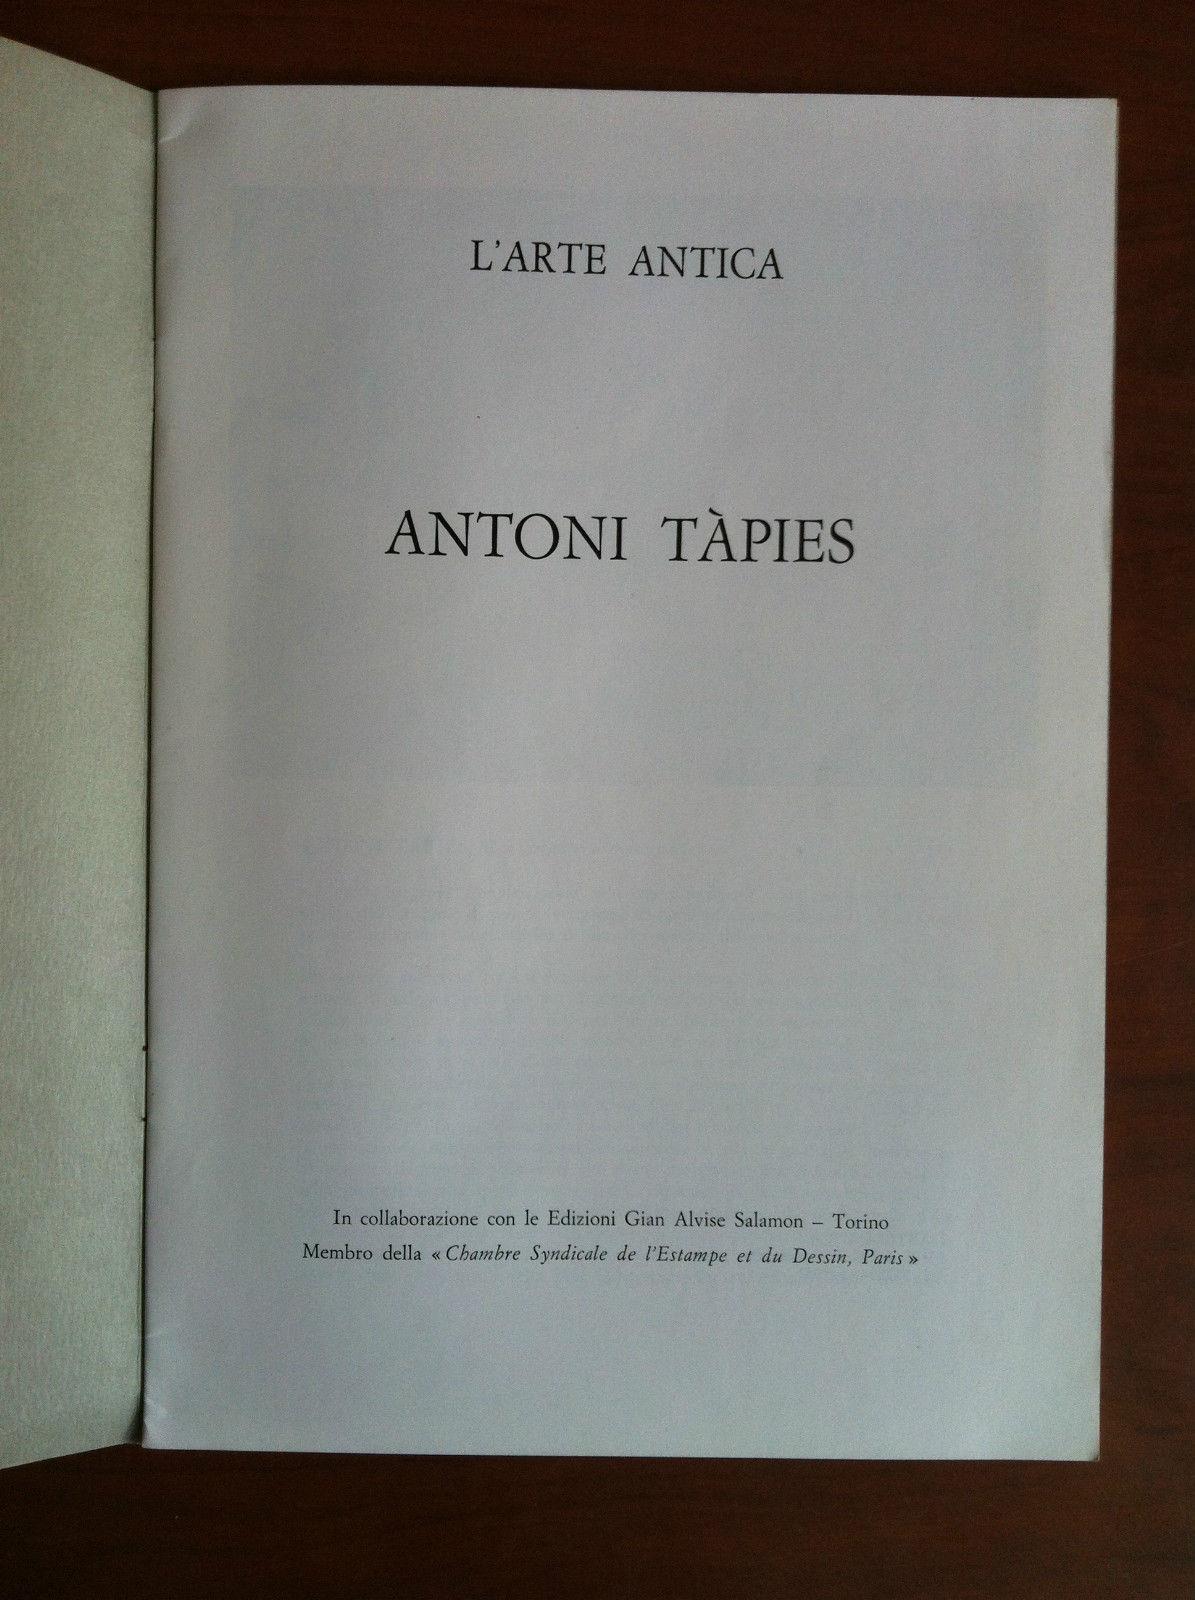 L'ARTE ANTICA
ANTONI TÀPIES
In collaborazione con le Edizioni Gian Alvise Salamon – Torino
Membro della « Chambre Syndicale de l'Estampe et du Dessin, Paris »